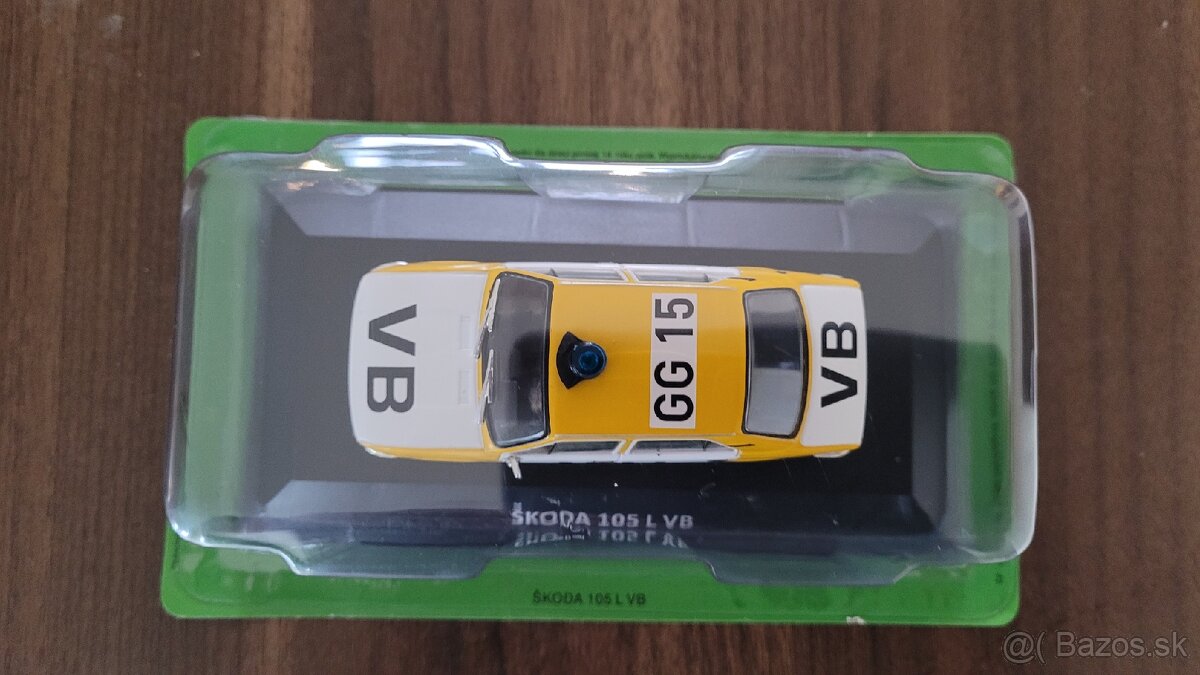 VB
GG 15
VB
ŠKODA 105 L VB
ŠKODA 105 L VB
@( Bazos.sk